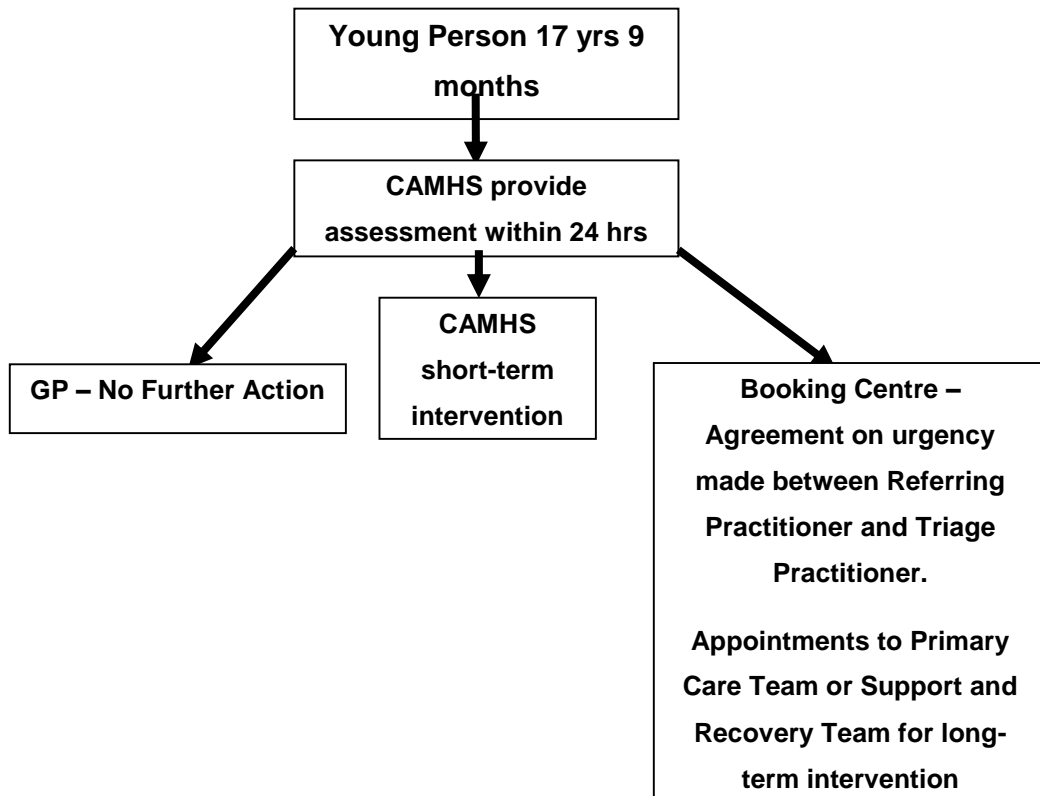 Young Person 17 yrs 9
months
CAMHS provide
assessment within 24 hrs
GP – No Further Action
CAMHS
short-term
intervention
Booking Centre –
Agreement on urgency
made between Referring
Practitioner and Triage
Practitioner.
Appointments to Primary
Care Team or Support and
Recovery Team for long-
term intervention